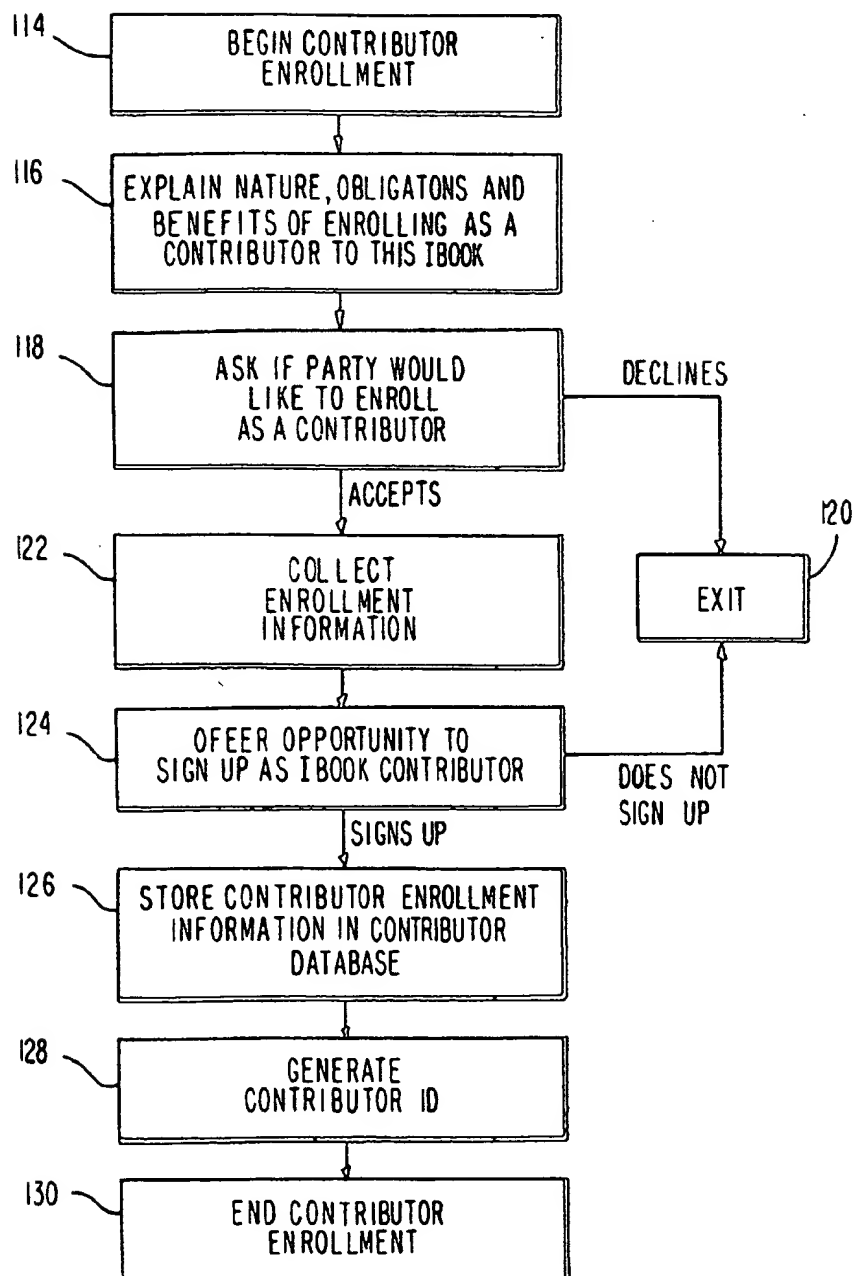 114
BEGIN CONTRIBUTOR
ENROLLMENT
116
EXPLAIN NATURE, OBLIGATONS AND
BENEFITS OF ENROLLING AS A
CONTRIBUTOR TO THIS IBOOK
118
ASK IF PARTY WOULD
LIKE TO ENROLL
AS A CONTRIBUTOR
DECLINES
ACCEPTS
120
EXIT
122
COLLECT
ENROLLMENT
INFORMATION
124
OFEER OPPORTUNITY TO
SIGN UP AS IBOOK CONTRIBUTOR
DOES NOT
SIGN UP
SIGNS UP
126
STORE CONTRIBUTOR ENROLLMENT
INFORMATION IN CONTRIBUTOR
DATABASE
128
GENERATE
CONTRIBUTOR ID
130
END CONTRIBUTOR
ENROLLMENT